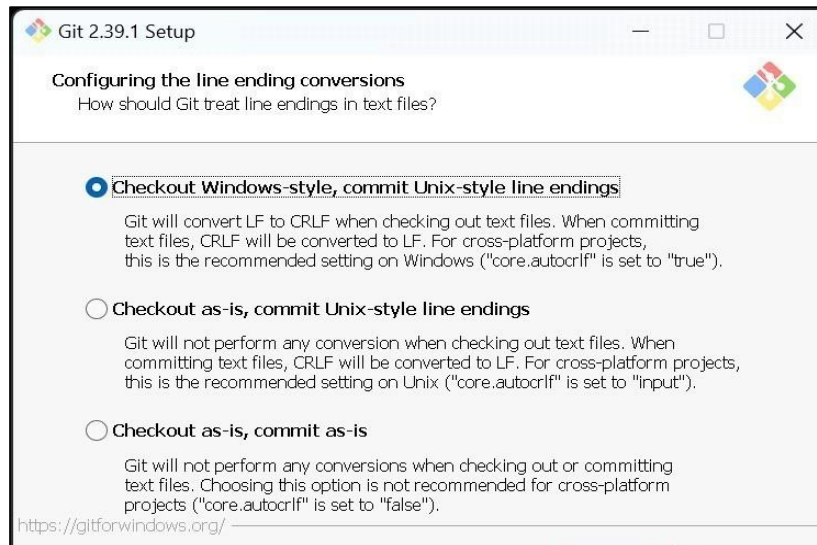 Git 2.39.1 Setup
Configuring the line ending conversions
How should Git treat line endings in text files?
Checkout Windows-style, commit Unix-style line endings
Git will convert LF to CRLF when checking out text files. When committing
text files, CRLF will be converted to LF. For cross-platform projects,
this is the recommended setting on Windows ("core.autocrlf" is set to "true").
Checkout as-is, commit Unix-style line endings
Git will not perform any conversion when checking out text files. When
committing text files, CRLF will be converted to LF. For cross-platform projects,
this is the recommended setting on Unix ("core.autocrlf" is set to "input").
Checkout as-is, commit as-is
Git will not perform any conversions when checking out or committing
text files. Choosing this option is not recommended for cross-platform
projects ("core.autocrlf" is set to "false").
https://gitforwindows.org/